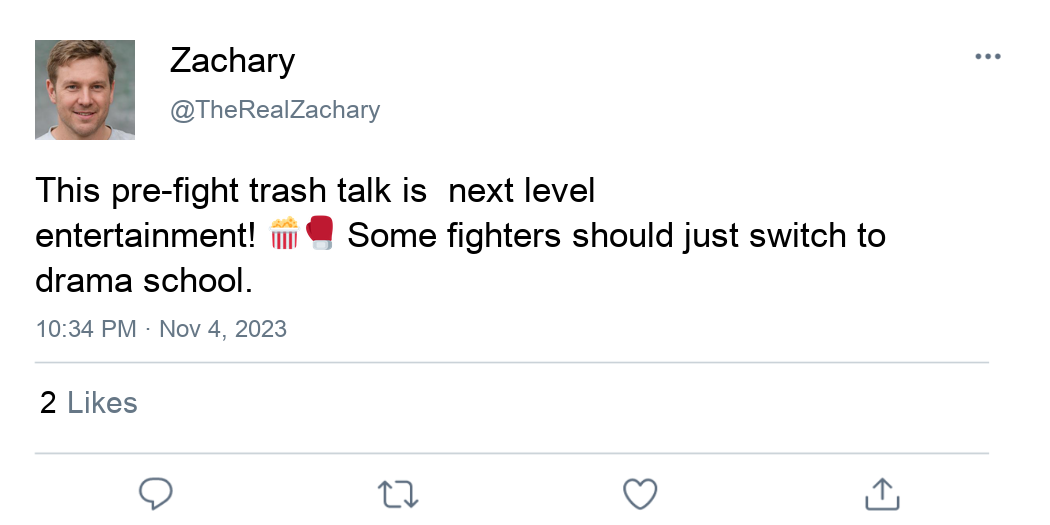 Zachary
@TheRealZachary
This pre-fight trash talk is  next level
entertainment! 🍿🥊 Some fighters should just switch to
drama school.
10:34 PM · Nov 4, 2023
2 Likes